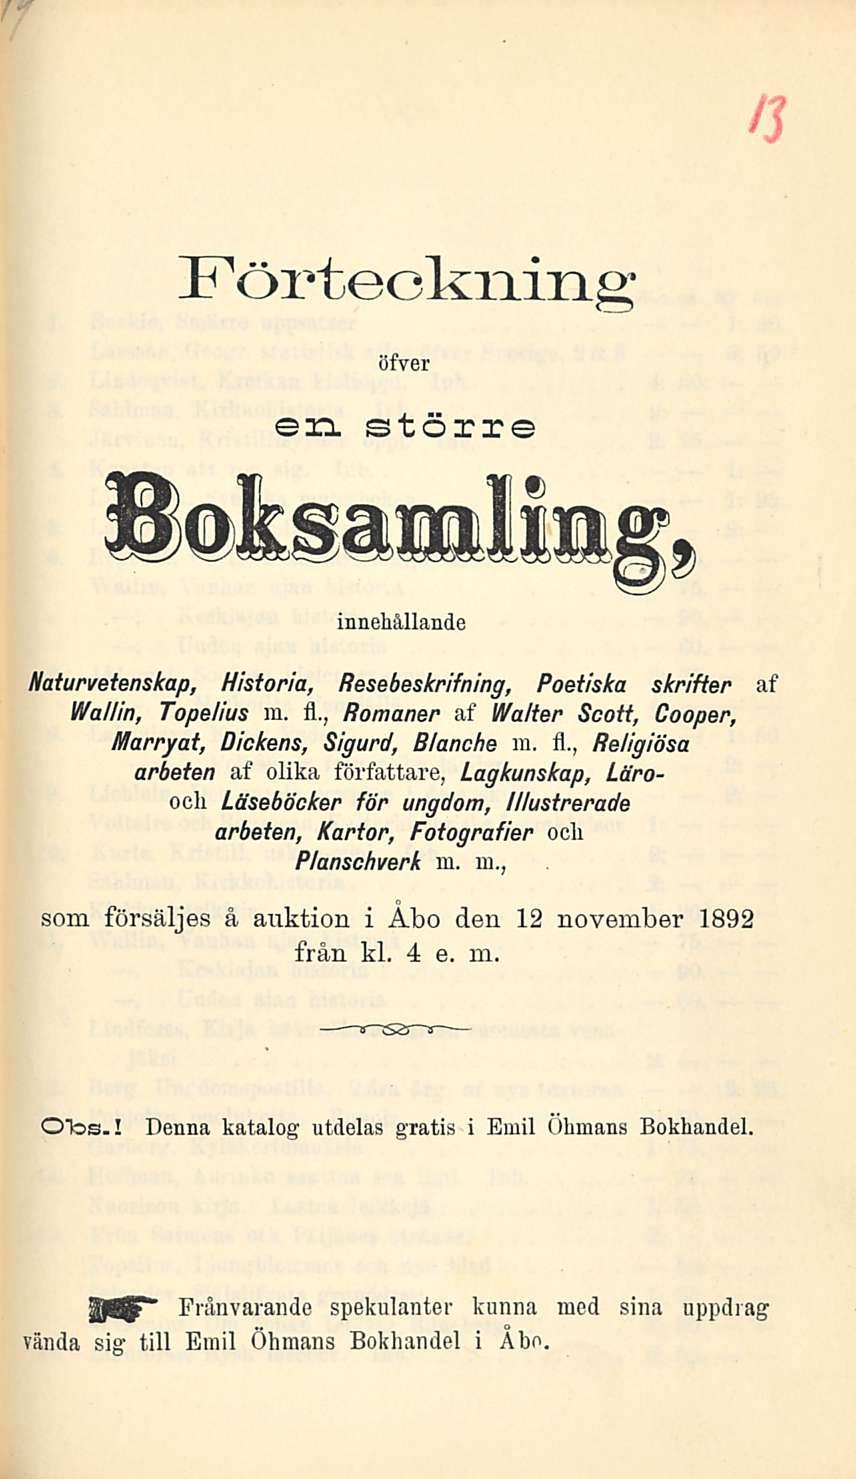 13
Förteckning
öfver
en större
Boksamling,
innehållande
Naturvetenskap, Historia, Resebeskrifning, Poetiska skrifter af
Wallin, Topelius m. fl., Romaner af Walter Scott, Cooper,
Marryat, Dickens, Sigurd, Blanche m. fl., Religiösa
arbeten af olika författare, Lagkunskap, Läro-
och Läseböcker för ungdom, Illustrerade
arbeten, Kartor, Fotografier och
Planschverk m. m.,
som försäljes å auktion i Åbo den 12 november 1892
från kl. 4 e. m.
Obs.! Denna katalog utdelas gratis i Emil Öhmans Bokhandel.
Frånvarande spekulanter kunna med sina uppdrag
vända sig till Emil Öhmans Bokhandel i Åbo.